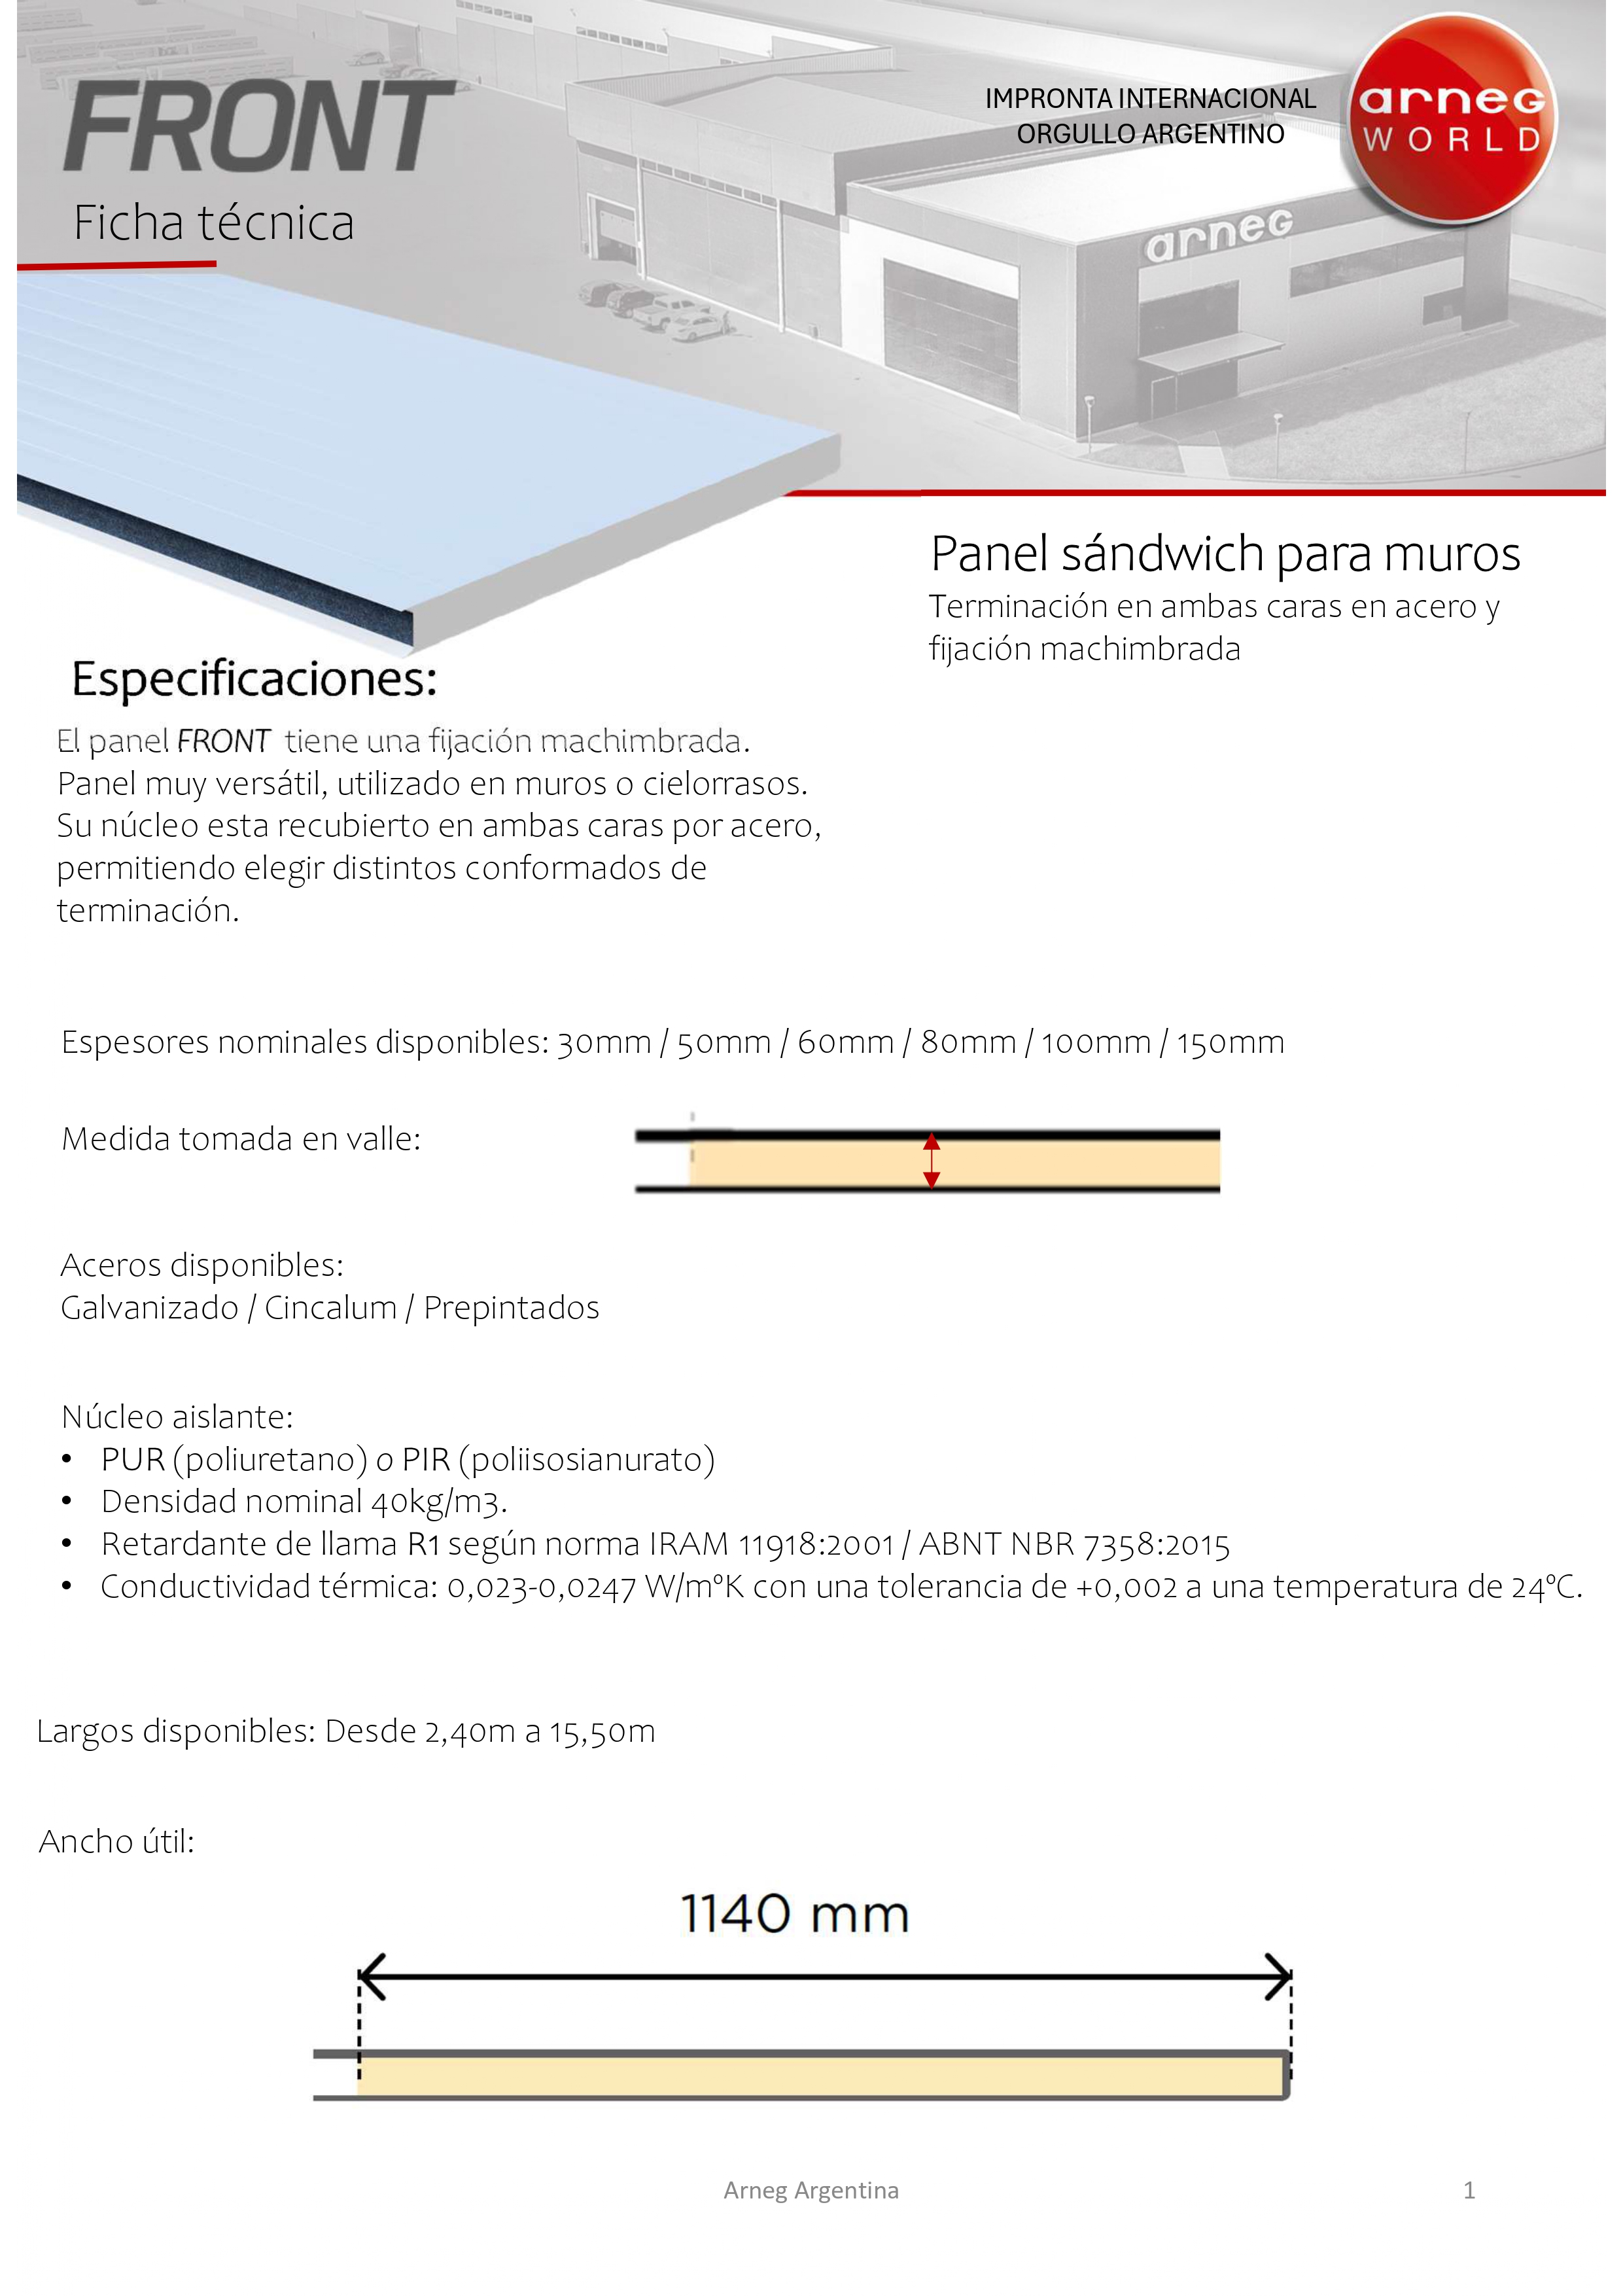 FRONT
Ficha técnica
IMPRONTA INTERNACIONAL
ORGULLO ARGENTINO
arneg
WORLD
arneg
Panel sándwich para muros
Terminación en ambas caras en acero y
fijación machimbrada
Especificaciones:
El panel FRONT tiene una fijación machimbrada.
Panel muy versátil, utilizado en muros o cielorrasos.
Su núcleo esta recubierto en ambas caras por acero,
permitiendo elegir distintos conformados de
terminación.
Espesores nominales disponibles: 30mm / 50mm / 60mm / 80mm / 100mm / 150mm
Medida tomada en valle:
Aceros disponibles:
Galvanizado / Cincalum / Prepintados
Núcleo aislante:
• PUR (poliuretano) o PIR (poliisosianurato)
• Densidad nominal 40kg/m3.
• Retardante de llama R1 según norma IRAM 11918:2001 / ABNT NBR 7358:2015
• Conductividad térmica: 0,023-0,0247 W/mºK con una tolerancia de +0,002 a una temperatura de 24ºC.
Largos disponibles: Desde 2,40m a 15,50m
Ancho útil:
1140 mm
Arneg Argentina
1